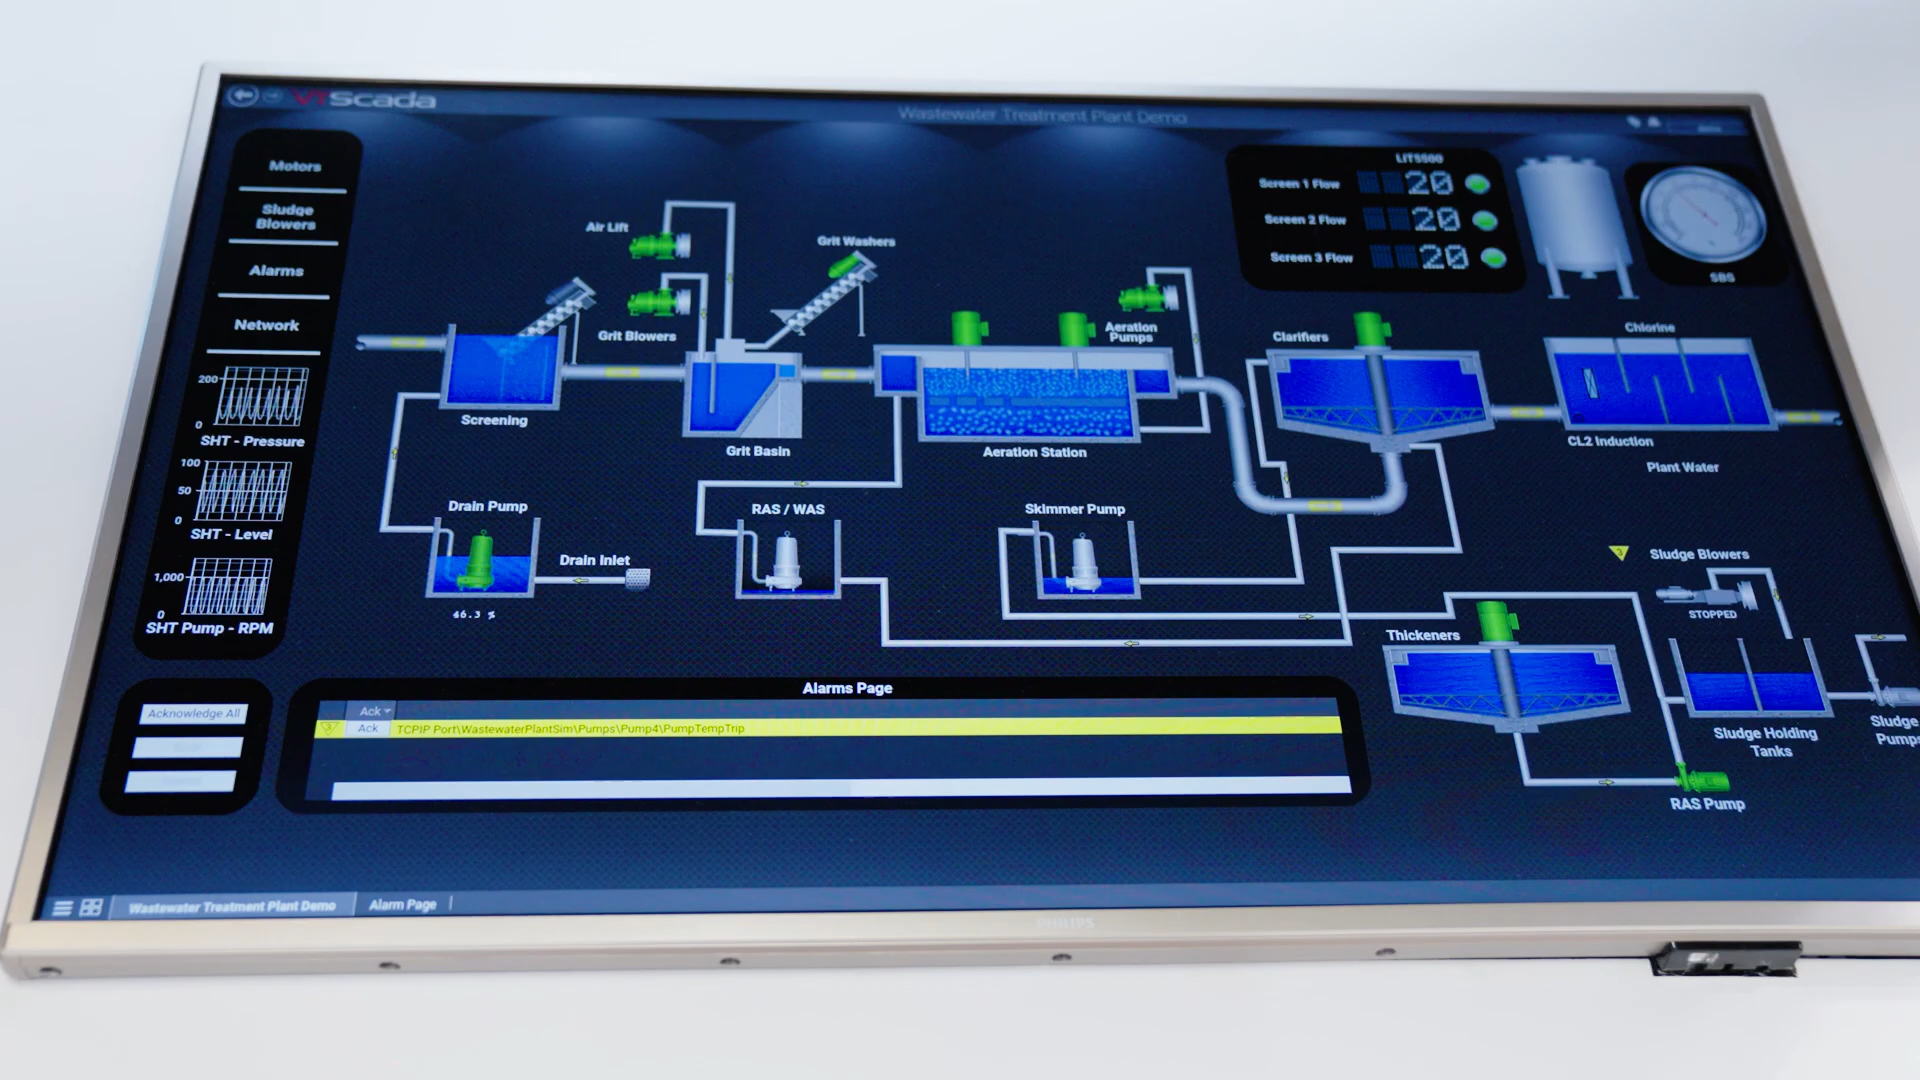 VTScada
Wastewater Treatment Plant Demo
Motors
Sludge
Blowers
Alarms
Network
200
0
SHT - Pressure
100
50
0
SHT - Level
1,000
0
SHT Pump - RPM
Acknowledge All
Air Lift
Grit Washers
Grit Blowers
Screening
Grit Basin
Aeration
Pumps
Aeration Station
LIT5500
Screen 1 Flow 20
Screen 2 Flow 20
Screen 3 Flow 20
SBS
Clarifiers
Chlorine
CL2 Induction
Plant Water
Drain Pump
Drain Inlet
46.3 %
RAS / WAS
Skimmer Pump
3
Sludge Blowers
STOPPED
Thickeners
Sludge Holding
Tanks
Sludge
Pumps
RAS Pump
Alarms Page
Ack
3 Ack TCPIP Port\WastewaterPlantSim\Pumps\Pump4\PumpTempTrip
Wastewater Treatment Plant Demo Alarm Page
PHILIPS